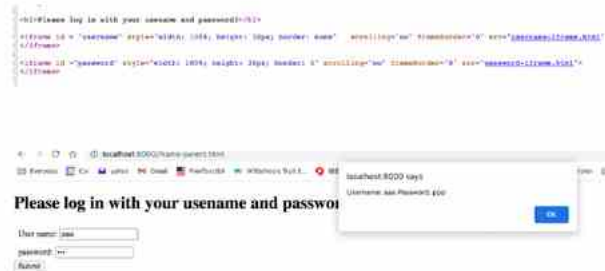 <h1>Please log in with your usename and password</h1>
<iframe id = "username" style="width: 100%; height: 30px; border: none" scrolling="no" frameborder="0" src="username-iframe.html">
</iframe>
<iframe id ="password" style="width: 100%; height: 30px; border: 0" scrolling="no" frameborder="0" src="password-iframe.html">
</iframe>
localhost:8000/frame-parent.html
yahoo Gmail
localhost:8000 says
Username: aaa Password: ppp
OK
Please log in with your usename and passwor
User name: aaa
password: •••
Submit